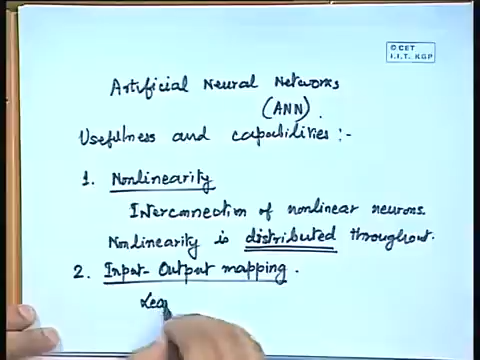 © CET
I.I.T. KGP
Artificial Neural Networks
(ANN).
Usefulness and capabilities :-
1. Nonlinearity
Interconnection of nonlinear neurons.
Nonlinearity is distributed throughout.
2. Input-Output mapping.
Lea